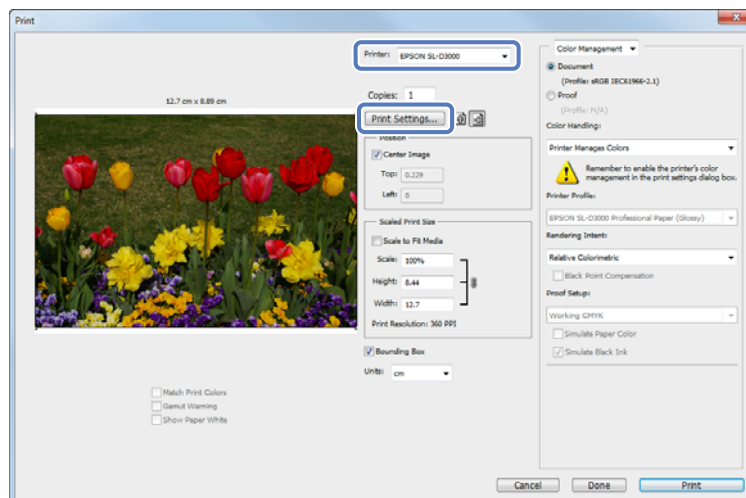 Print
12.7 cm x 8.89 cm
Match Print Colors
Gamut Warning
Show Paper White
Printer: EPSON SL-D3000
Copies: 1
Print Settings...
Position
Center Image
Top: 0.229
Left: 0
Scaled Print Size
Scale to Fit Media
Scale: 100%
Height: 8.44
Width: 12.7
Print Resolution: 360 PPI
Bounding Box
Units: cm
Color Management
Document
(Profile: sRGB IEC61966-2.1)
Proof
(Profile: N/A)
Color Handling:
Printer Manages Colors
Remember to enable the printer's color
management in the print settings dialog box.
Printer Profile:
EPSON SL-D3000 Professional Paper (Glossy)
Rendering Intent:
Relative Colorimetric
Black Point Compensation
Proof Setup:
Working CMYK
Simulate Paper Color
Simulate Black Ink
Cancel
Done
Print